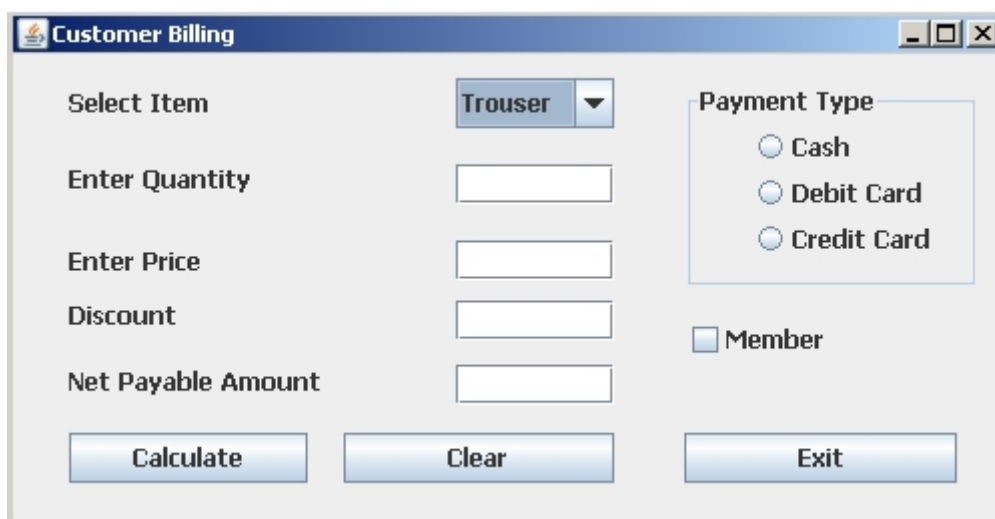 Customer Billing
Select Item
Trouser
Enter Quantity
Enter Price
Discount
Net Payable Amount
Payment Type
Cash
Debit Card
Credit Card
Member
Calculate
Clear
Exit